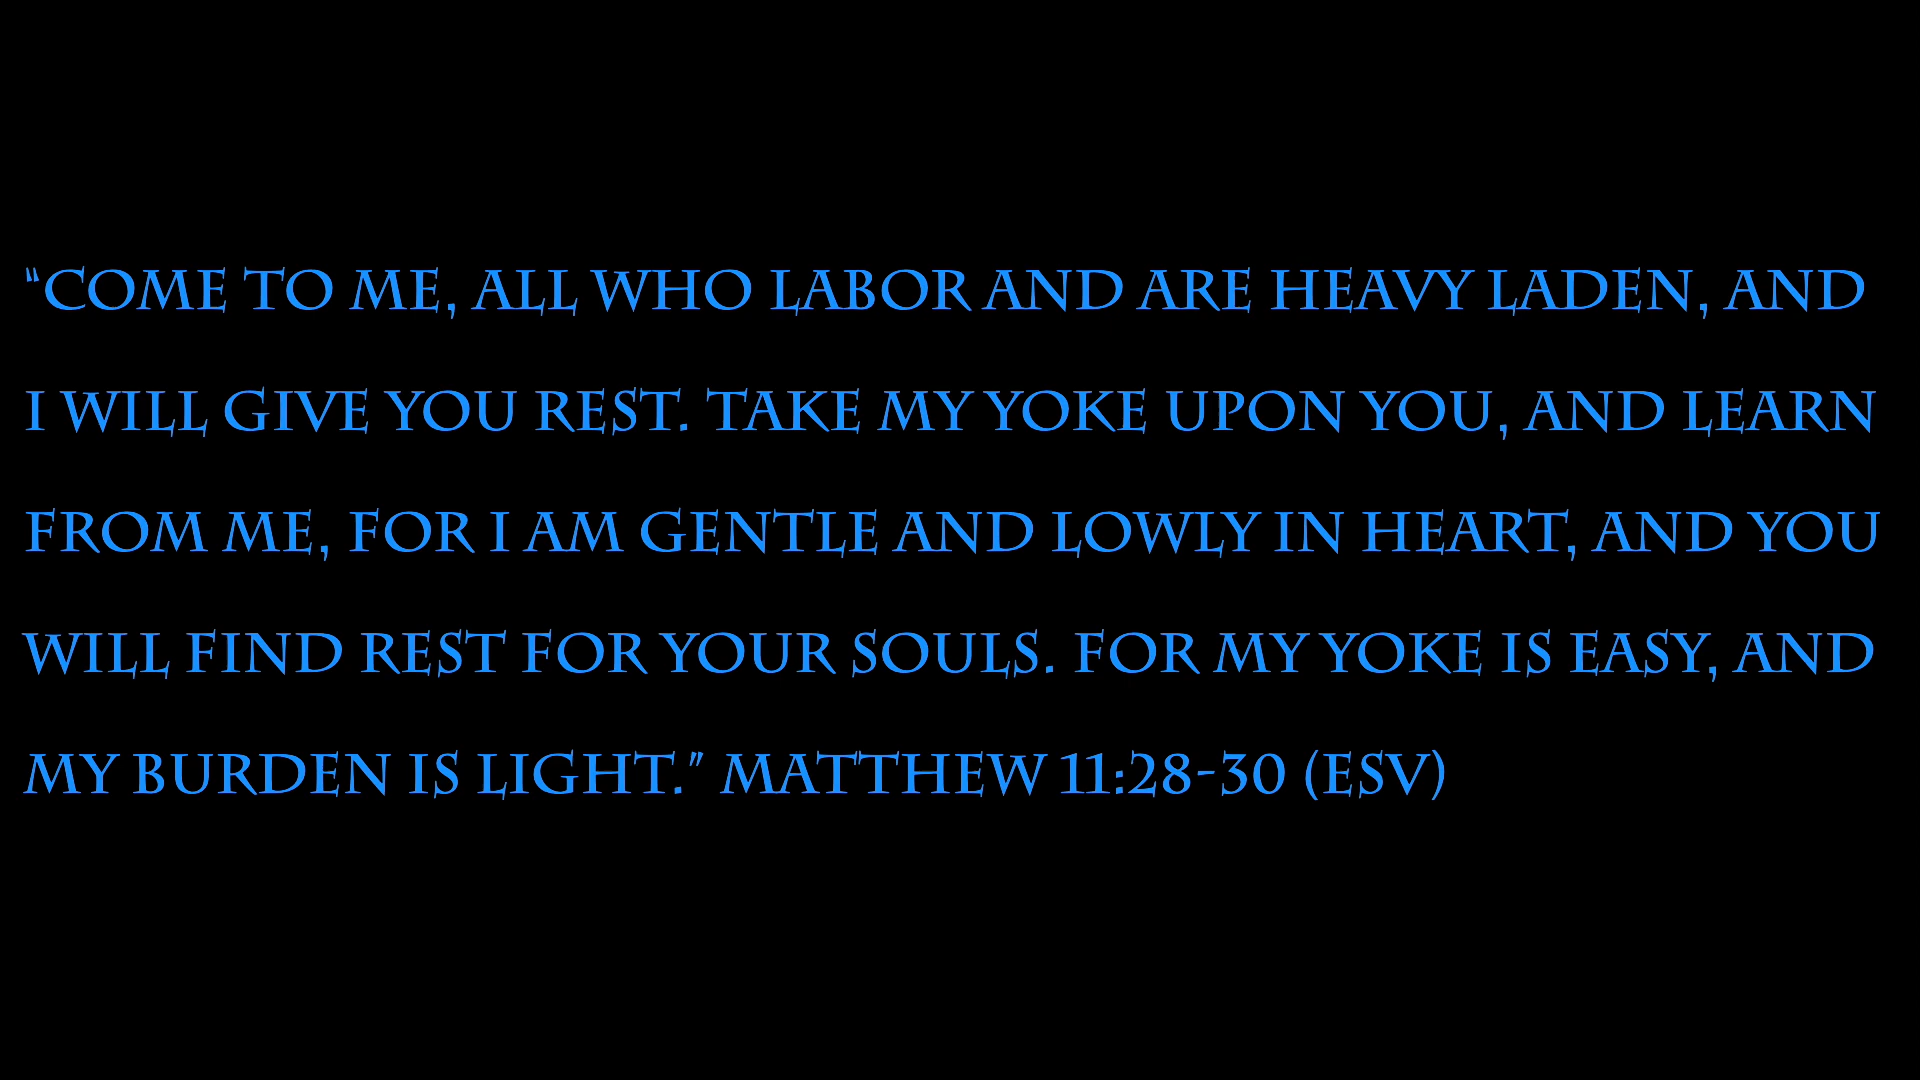 “COME TO ME, ALL WHO LABOR AND ARE HEAVY LADEN, AND
I WILL GIVE YOU REST. TAKE MY YOKE UPON YOU, AND LEARN
FROM ME, FOR I AM GENTLE AND LOWLY IN HEART, AND YOU
WILL FIND REST FOR YOUR SOULS. FOR MY YOKE IS EASY, AND
MY BURDEN IS LIGHT.” MATTHEW 11:28-30 (ESV)